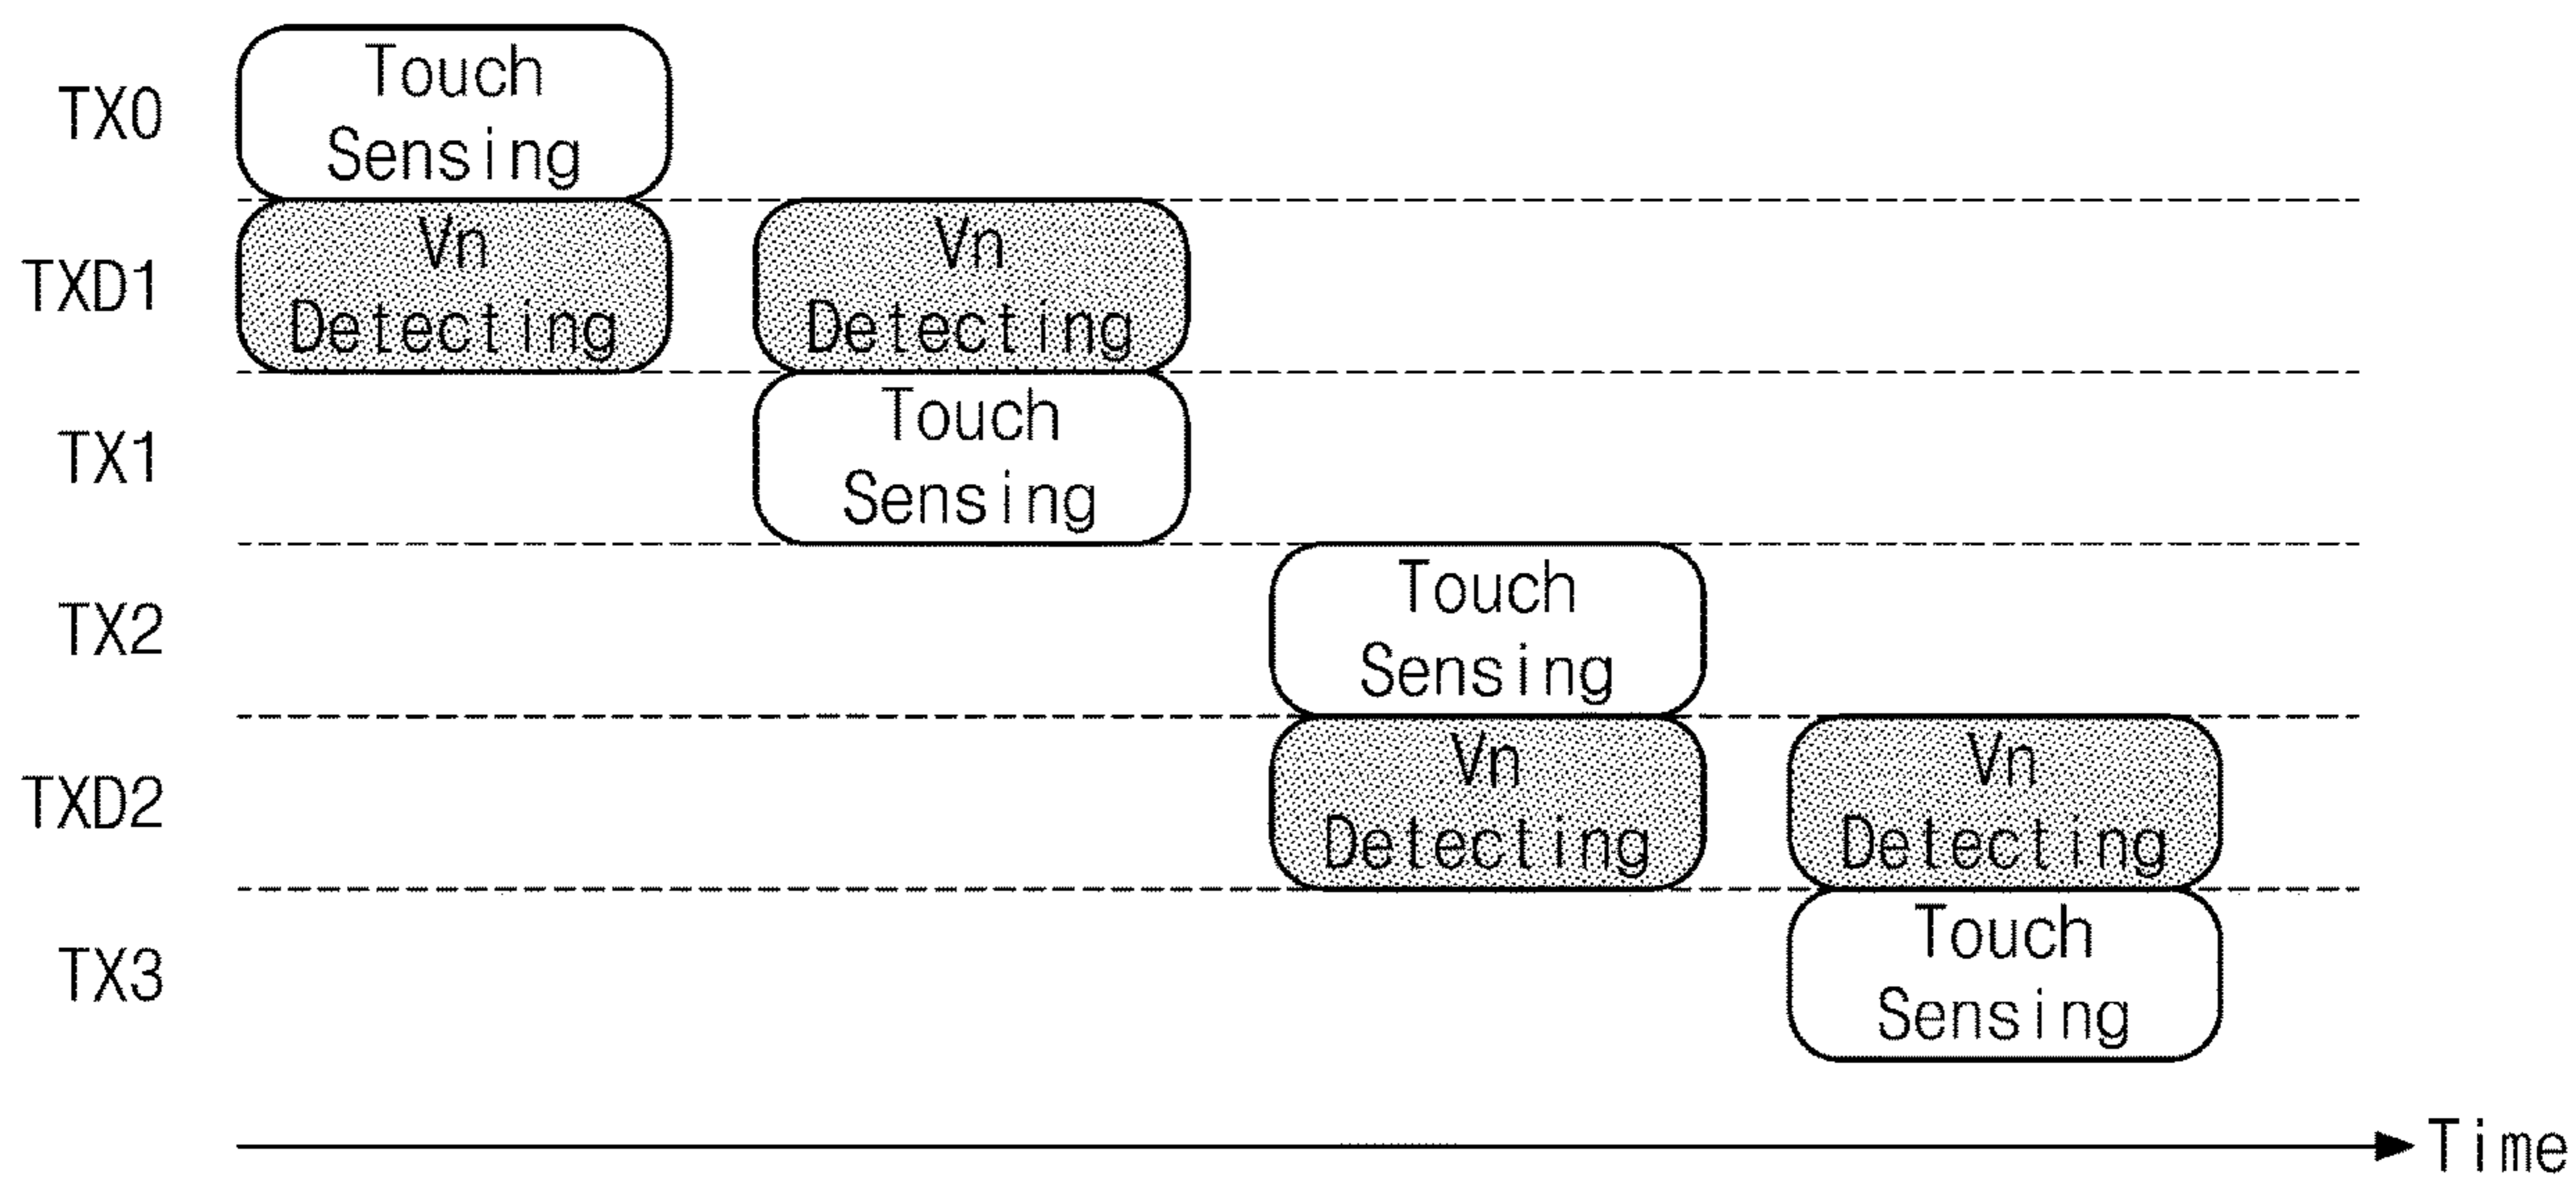 TX0
Touch
Sensing
TXD1
Vn
Detecting
Vn
Detecting
TX1
Touch
Sensing
TX2
Touch
Sensing
TXD2
Vn
Detecting
Vn
Detecting
TX3
Touch
Sensing
Time